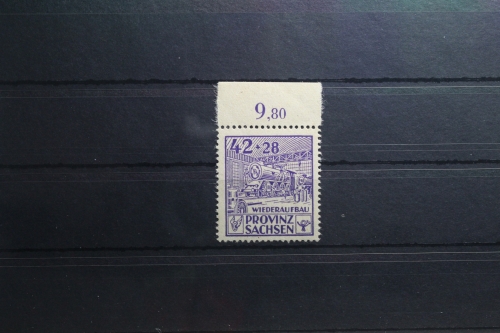 9,80
42+28
WIEDERAUFBAU
PROVINZ
SACHSEN